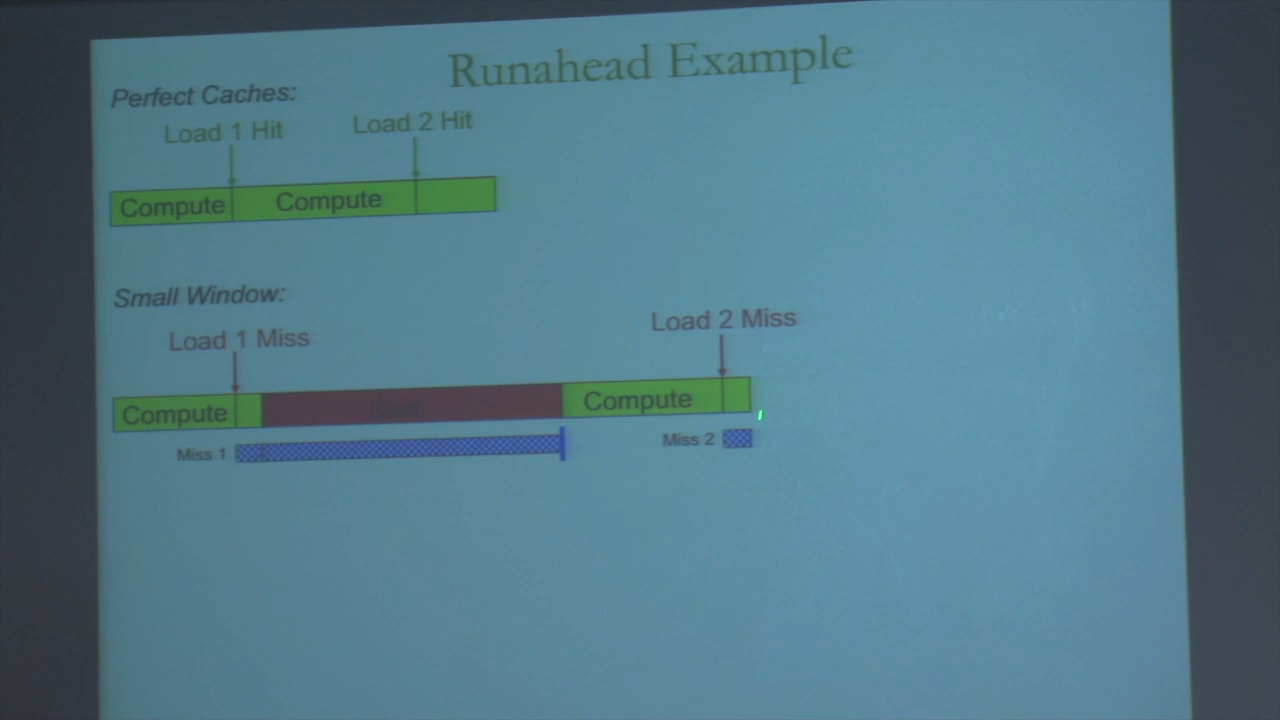 Runahead Example
Perfect Caches:
Load 1 Hit
Load 2 Hit
Compute
Compute
Small Window:
Load 1 Miss
Load 2 Miss
Compute
Compute
Miss 1
Miss 2